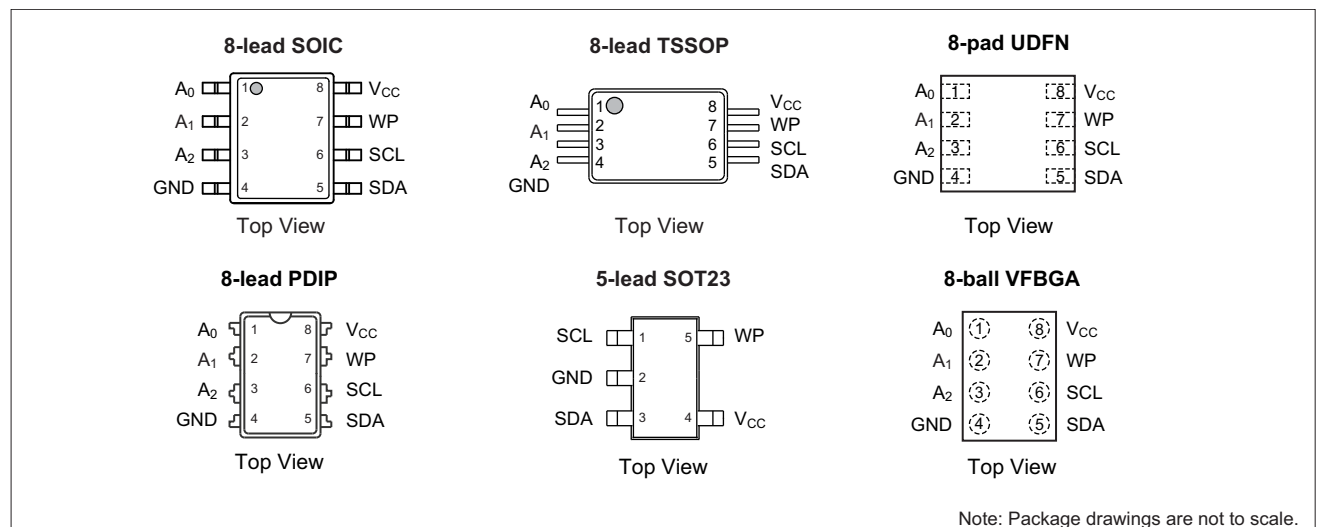 8-lead SOIC
A0 1 8 VCC
A1 2 7 WP
A2 3 6 SCL
GND 4 5 SDA
Top View
8-lead TSSOP
A0 1 8 VCC
A1 2 7 WP
A2 3 6 SCL
GND 4 5 SDA
Top View
8-pad UDFN
A0 1 8 VCC
A1 2 7 WP
A2 3 6 SCL
GND 4 5 SDA
Top View
8-lead PDIP
A0 1 8 VCC
A1 2 7 WP
A2 3 6 SCL
GND 4 5 SDA
Top View
5-lead SOT23
SCL 1 5 WP
GND 2
SDA 3 4 VCC
Top View
8-ball VFBGA
A0 1 8 VCC
A1 2 7 WP
A2 3 6 SCL
GND 4 5 SDA
Top View
Note: Package drawings are not to scale.